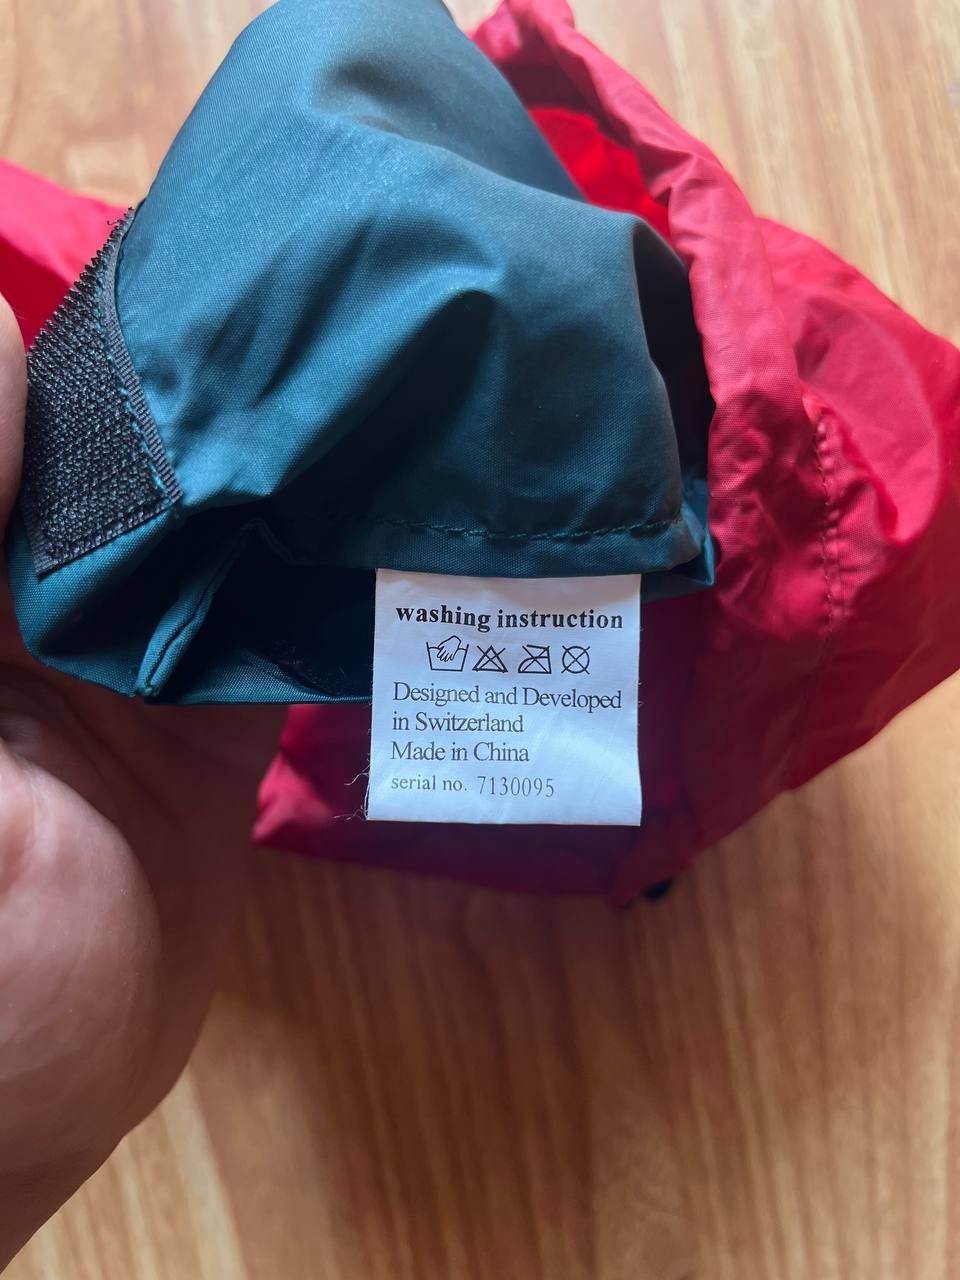 washing instruction
Designed and Developed
in Switzerland
Made in China
serial no. 7130095